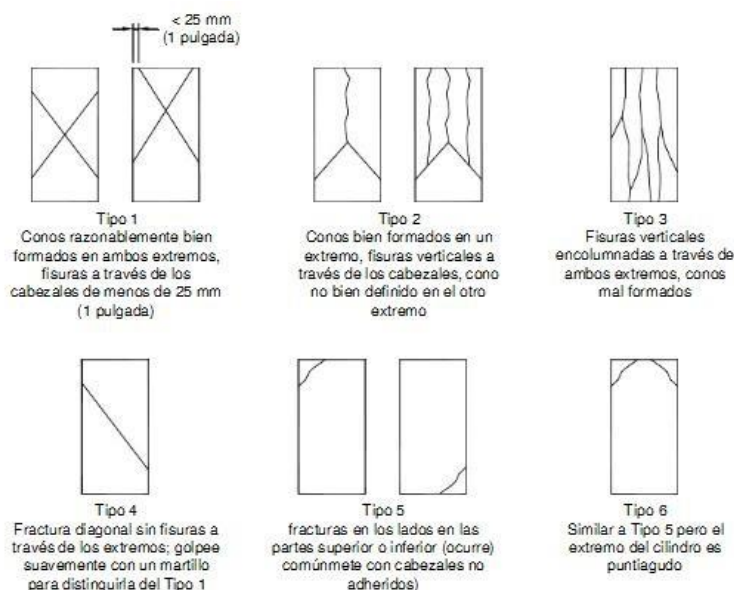 < 25 mm
(1 pulgada)
Tipo 1
Conos razonablemente bien
formados en ambos extremos,
fisuras a través de los
cabezales de menos de 25 mm
(1 pulgada)
Tipo 2
Conos bien formados en un
extremo, fisuras verticales a
través de los cabezales, cono
no bien definido en el otro
extremo
Tipo 3
Fisuras verticales
encolumnadas a través de
ambos extremos, conos
mal formados
Tipo 4
Fractura diagonal sin fisuras a
través de los extremos; golpee
suavemente con un martillo
para distinguirla del Tipo 1
Tipo 5
fracturas en los lados en las
partes superior o inferior (ocurre)
comúnmete con cabezales no
adheridos)
Tipo 6
Similar a Tipo 5 pero el
extremo del cilindro es
puntiagudo